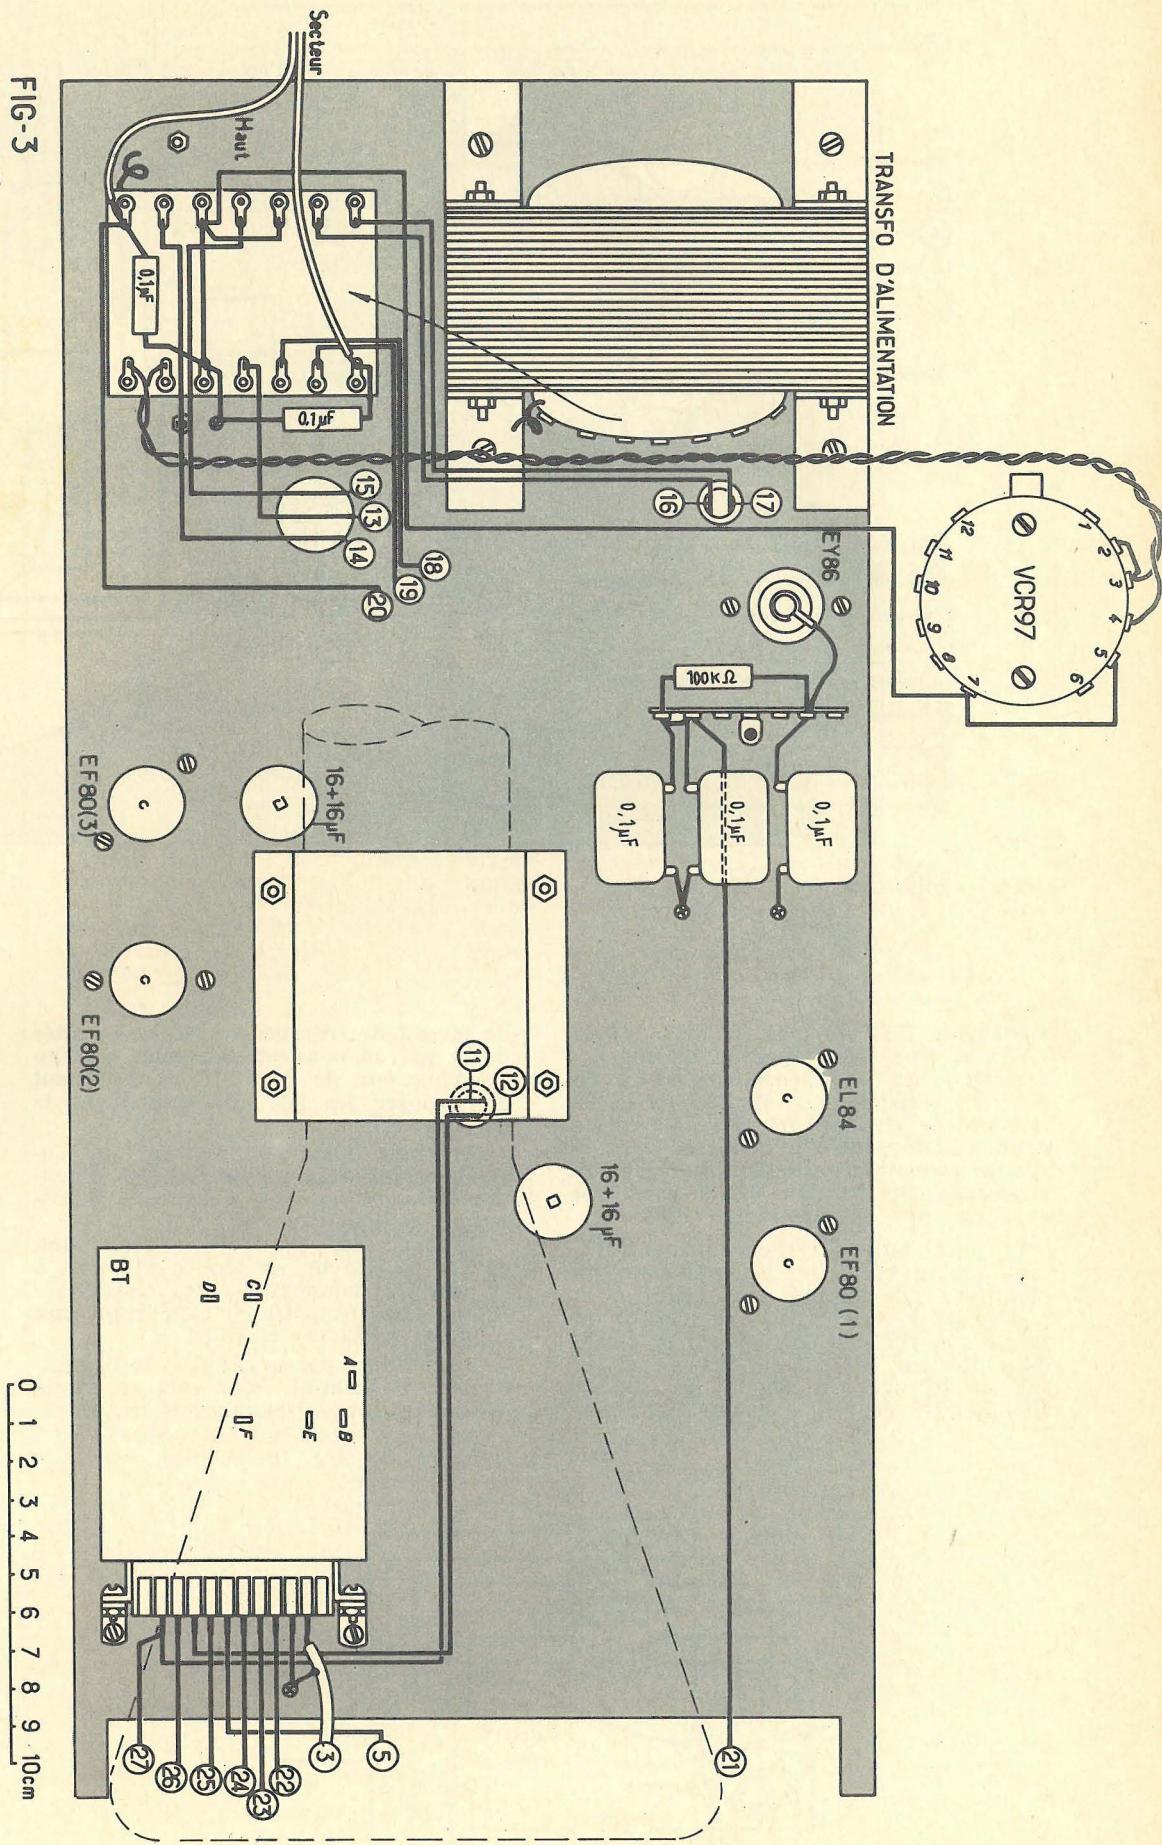 FIG-3
Secteur
Haut
0,1µF
0.1µF
TRANSFO D'ALIMENTATION
15
13
14
18
19
20
16
17
EY86
VCR97
1
2
3
4
5
6
7
8
9
10
11
12
100KΩ
0,1µF
0,1µF
0,1µF
16+16µF
EF80(3)
EF80(2)
11
12
EL84
EF80 (1)
16+16µF
BT
A
B
C
D
E
F
27
26
25
24
23
22
3
5
21
0 1 2 3 4 5 6 7 8 9 10cm